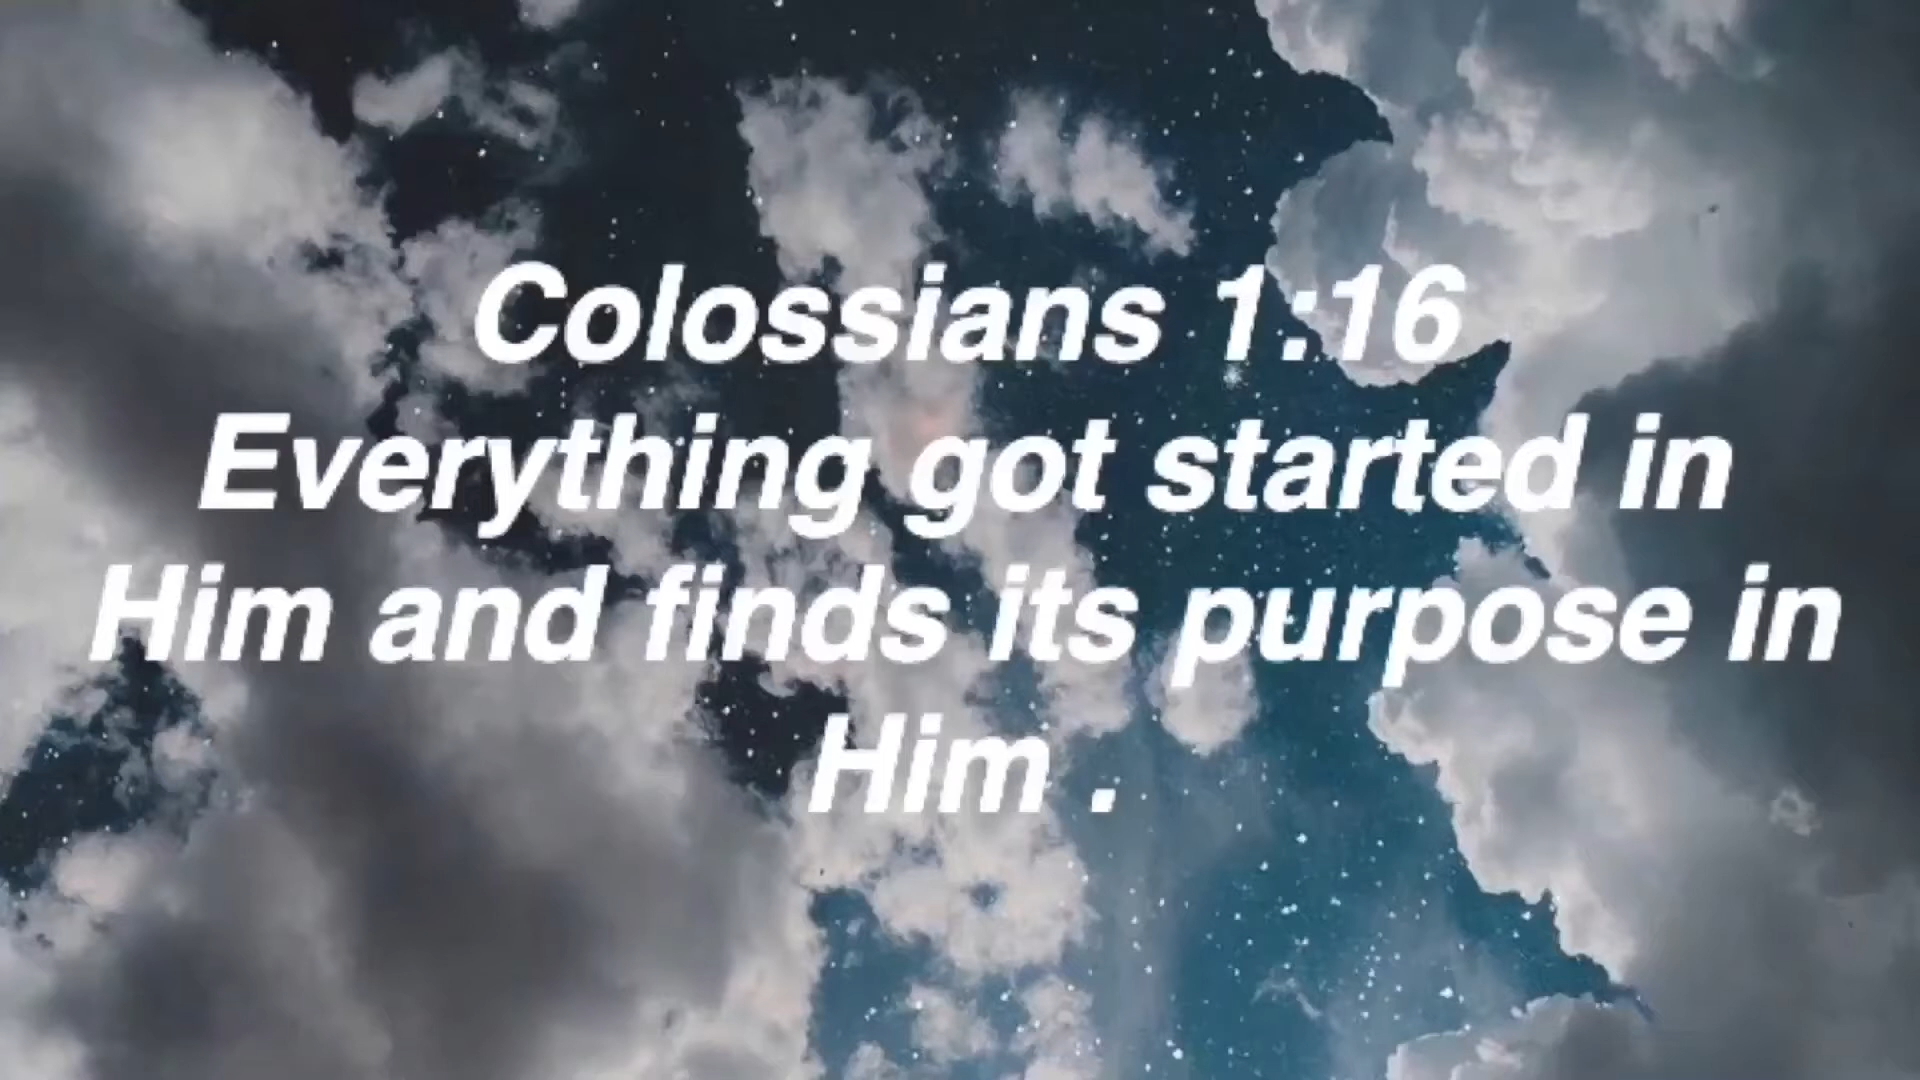 Colossians 1:16
Everything got started in
Him and finds its purpose in
Him .